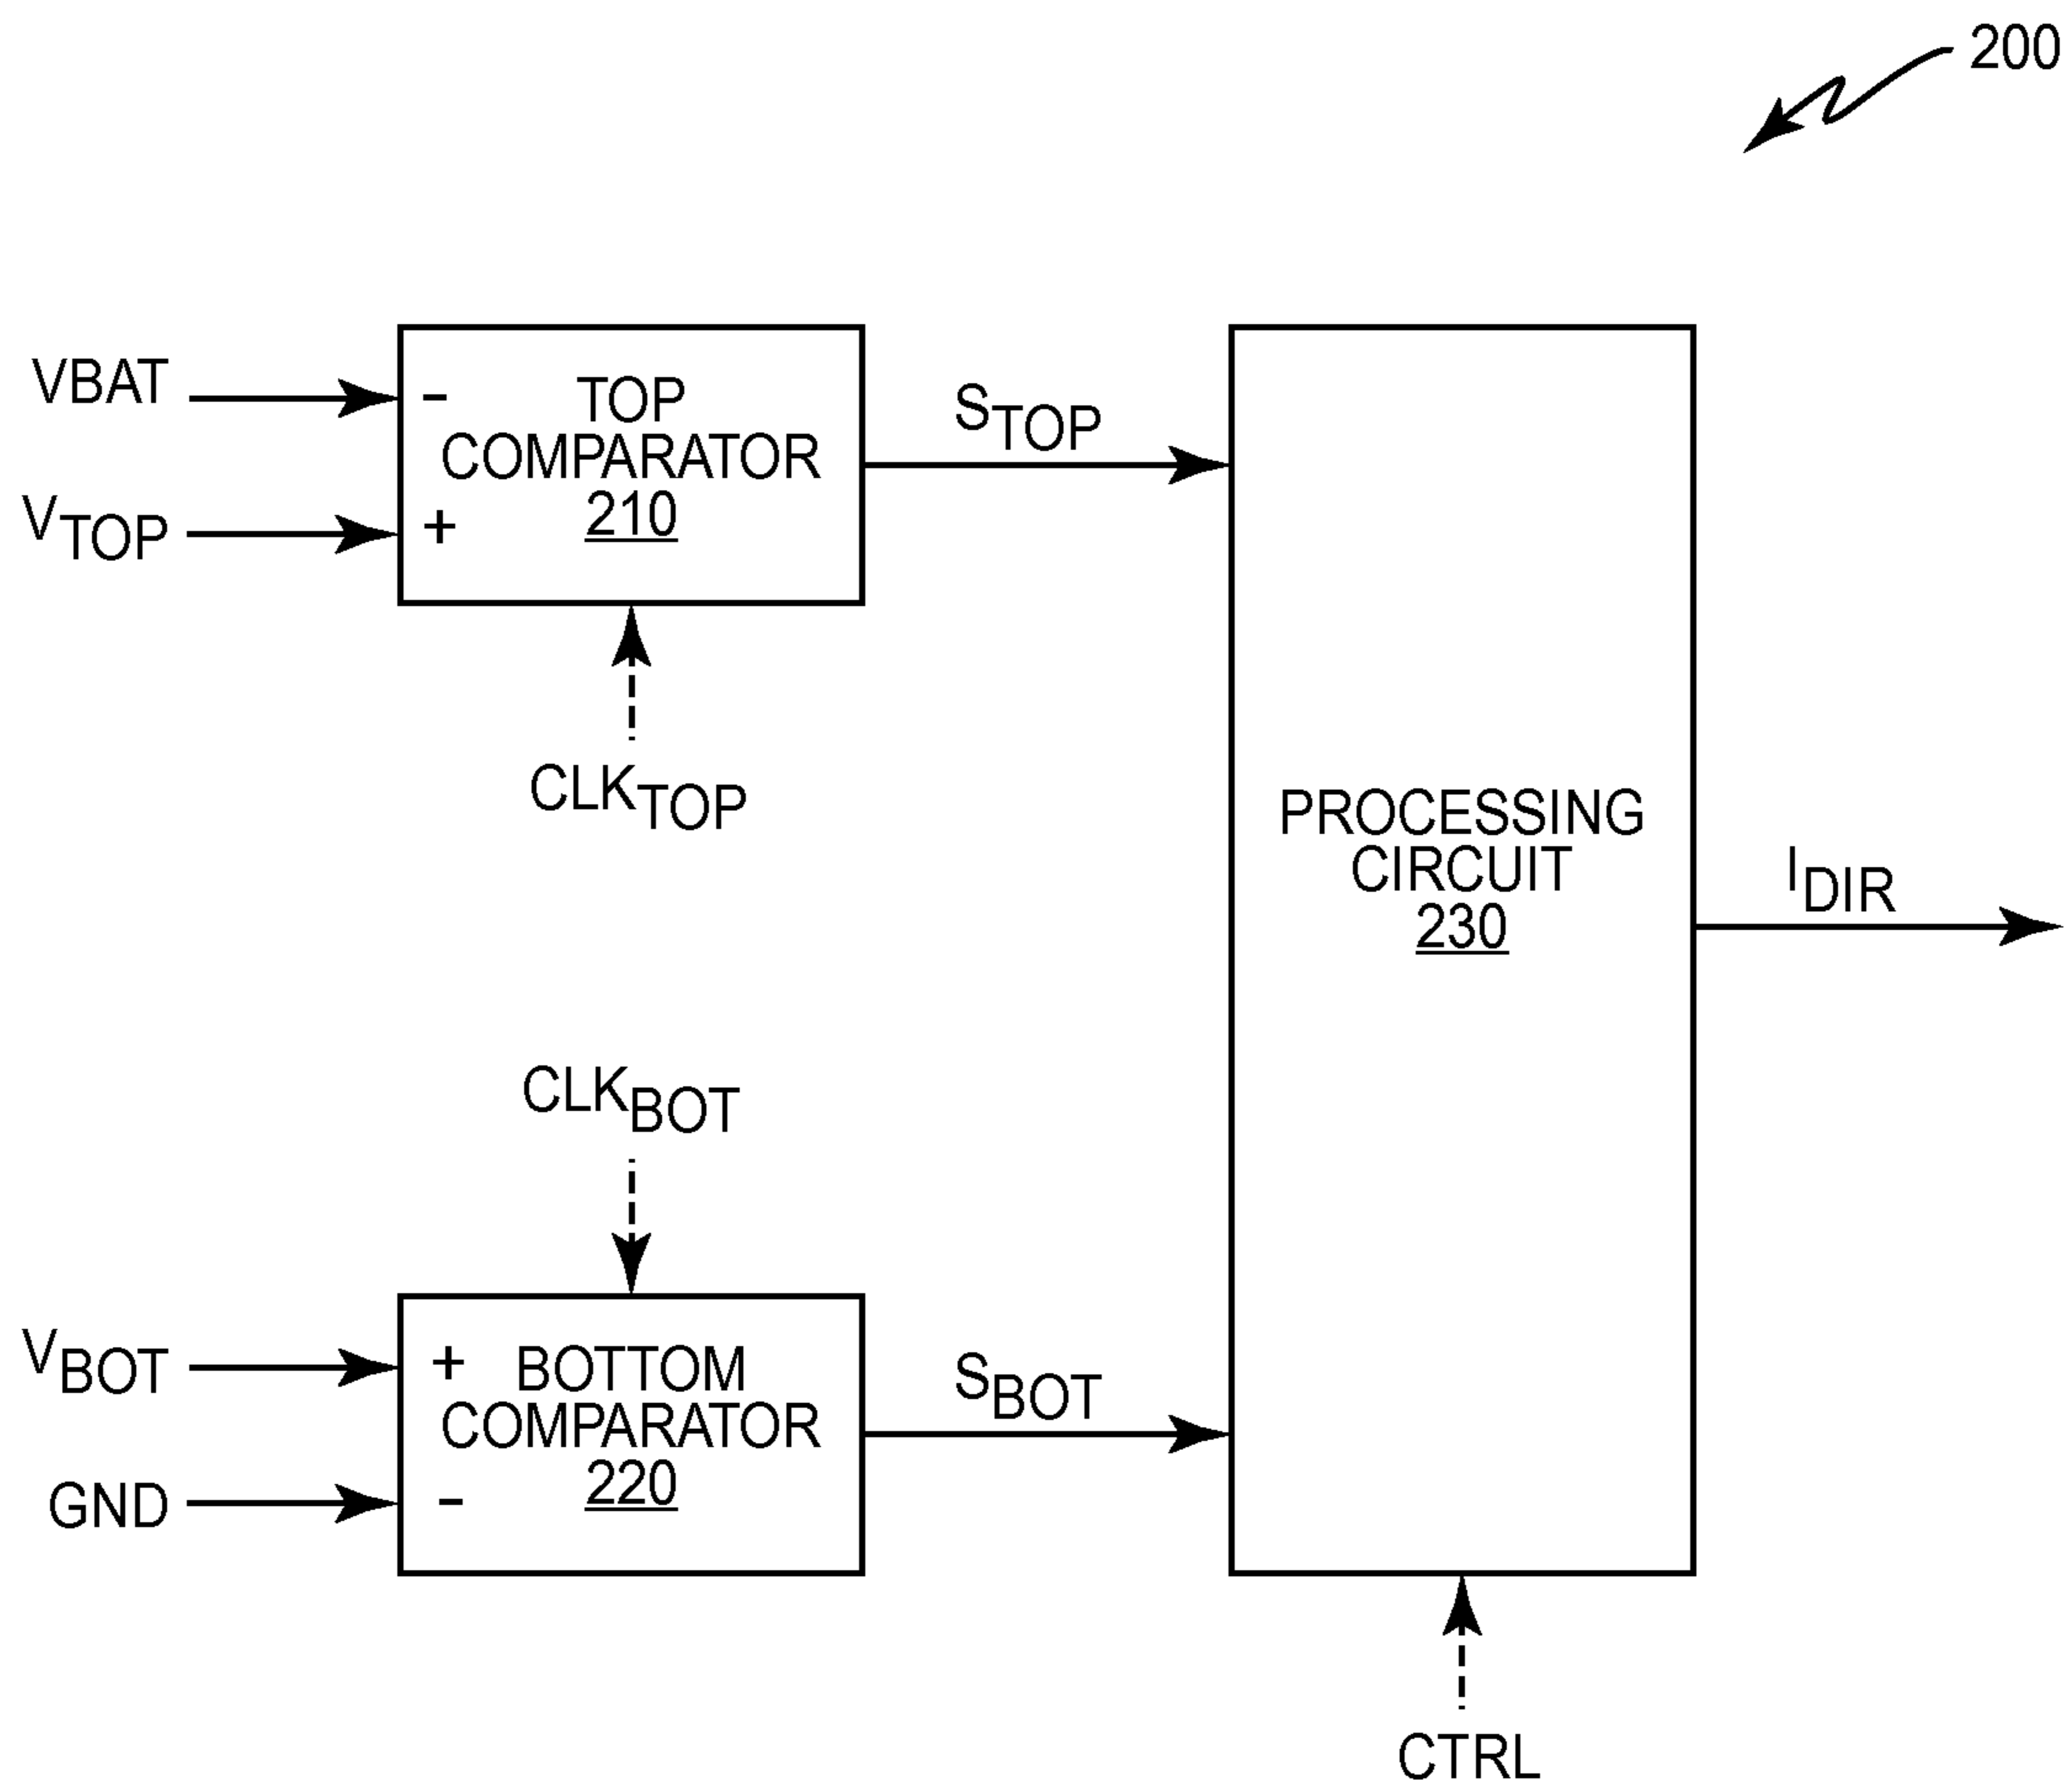 200
VBAT
VTOP
-
+
TOP
COMPARATOR
210
STOP
CLKTOP
PROCESSING
CIRCUIT
230
IDIR
CLKBOT
VBOT
GND
+
-
BOTTOM
COMPARATOR
220
SBOT
CTRL